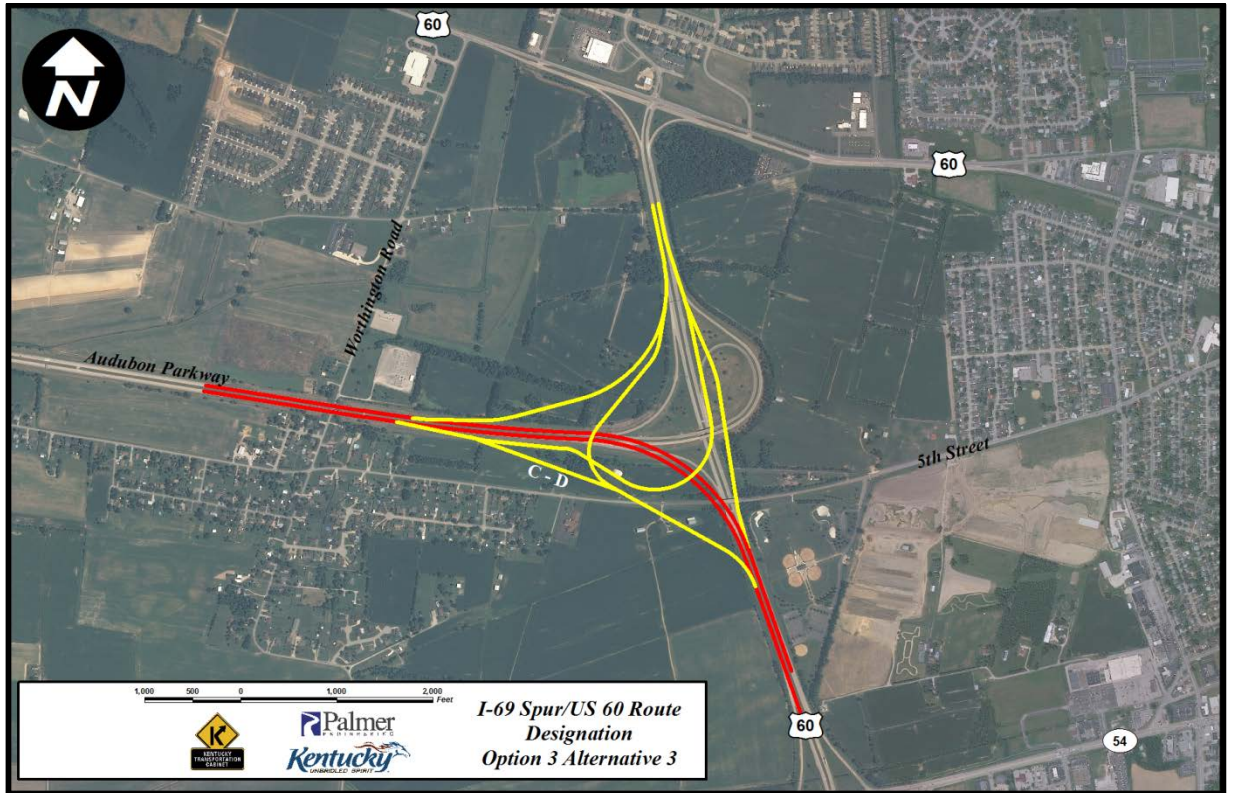 60
N
60
Worthington Road
Audubon Parkway
5th Street
C - D
60
54
1,000 500 0 1,000 2,000
Feet
KENTUCKY
TRANSPORTATION
CABINET
Palmer
ENGINEERING
Kentucky
UNBRIDLED SPIRIT
I-69 Spur/US 60 Route
Designation
Option 3 Alternative 3